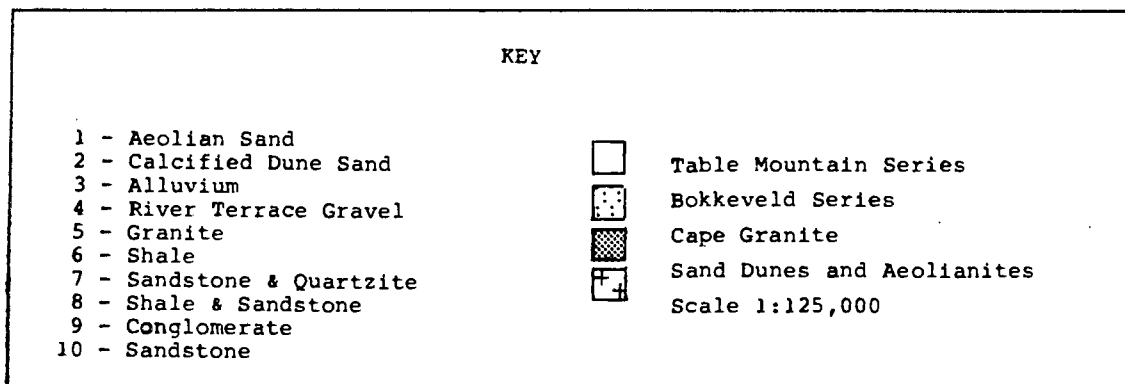 KEY
1 - Aeolian Sand
2 - Calcified Dune Sand
3 - Alluvium
4 - River Terrace Gravel
5 - Granite
6 - Shale
7 - Sandstone & Quartzite
8 - Shale & Sandstone
9 - Conglomerate
10 - Sandstone
Table Mountain Series
Bokkeveld Series
Cape Granite
Sand Dunes and Aeolianites
Scale 1:125,000